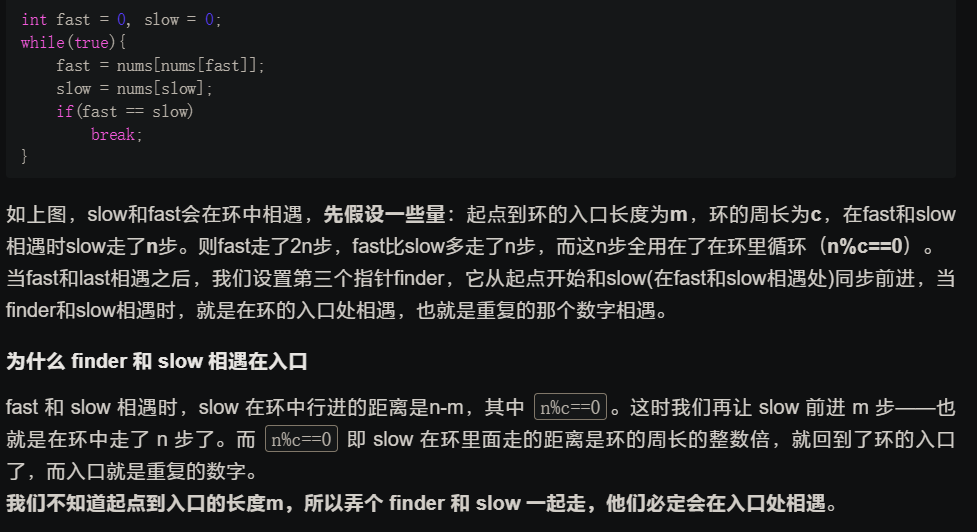 int fast = 0, slow = 0;
while(true){
    fast = nums[nums[fast]];
    slow = nums[slow];
    if(fast == slow)
        break;
}
如上图，slow和fast会在环中相遇，先假设一些量：起点到环的入口长度为m，环的周长为c，在fast和slow
相遇时slow走了n步。则fast走了2n步，fast比slow多走了n步，而这n步全用在了在环里循环（n%c==0）。
当fast和last相遇之后，我们设置第三个指针finder，它从起点开始和slow(在fast和slow相遇处)同步前进，当
finder和slow相遇时，就是在环的入口处相遇，也就是重复的那个数字相遇。
为什么 finder 和 slow 相遇在入口
fast 和 slow 相遇时，slow 在环中行进的距离是n-m，其中 n%c==0 。这时我们再让 slow 前进 m 步——也
就是在环中走了 n 步了。而 n%c==0 即 slow 在环里面走的距离是环的周长的整数倍，就回到了环的入口
了，而入口就是重复的数字。
我们不知道起点到入口的长度m，所以弄个 finder 和 slow 一起走，他们必定会在入口处相遇。